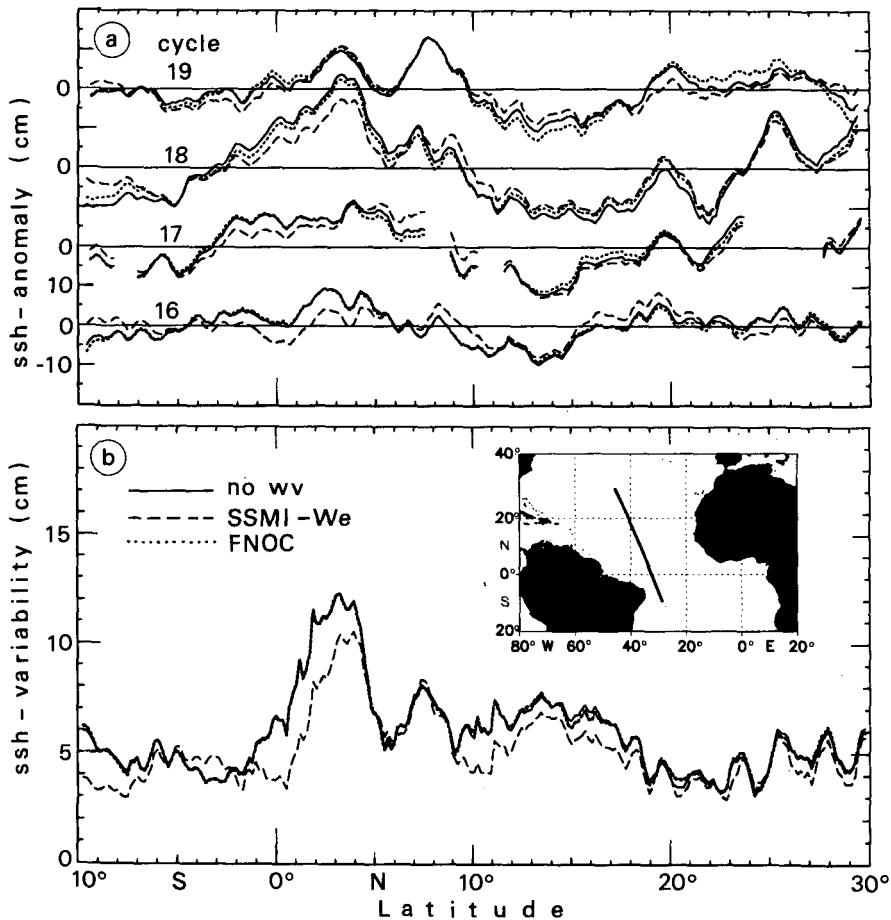 a
cycle
19
0
18
0
17
0
10
16
0
-10
ssh-anomaly (cm)
b
no wv
SSMI-We
FNOC
15
10
5
0
ssh-variability (cm)
40°
20°
N
0°
S
20°
80° W 60° 40° 20° 0° E 20°
10° S 0° N 10° 20° 30°
Latitude